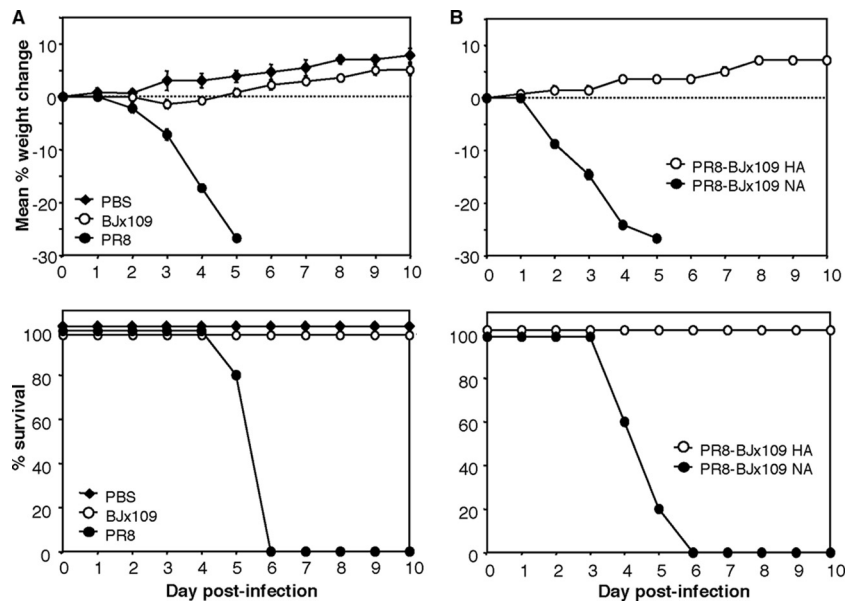 A
Mean % weight change
10
0
-10
-20
-30
PBS
BJx109
PR8
0 1 2 3 4 5 6 7 8 9 10
B
10
0
-10
-20
-30
PR8-BJx109 HA
PR8-BJx109 NA
0 1 2 3 4 5 6 7 8 9 10
% survival
100
80
60
40
20
0
PBS
BJx109
PR8
0 1 2 3 4 5 6 7 8 9 10
Day post-infection
100
80
60
40
20
0
PR8-BJx109 HA
PR8-BJx109 NA
0 1 2 3 4 5 6 7 8 9 10
Day post-infection